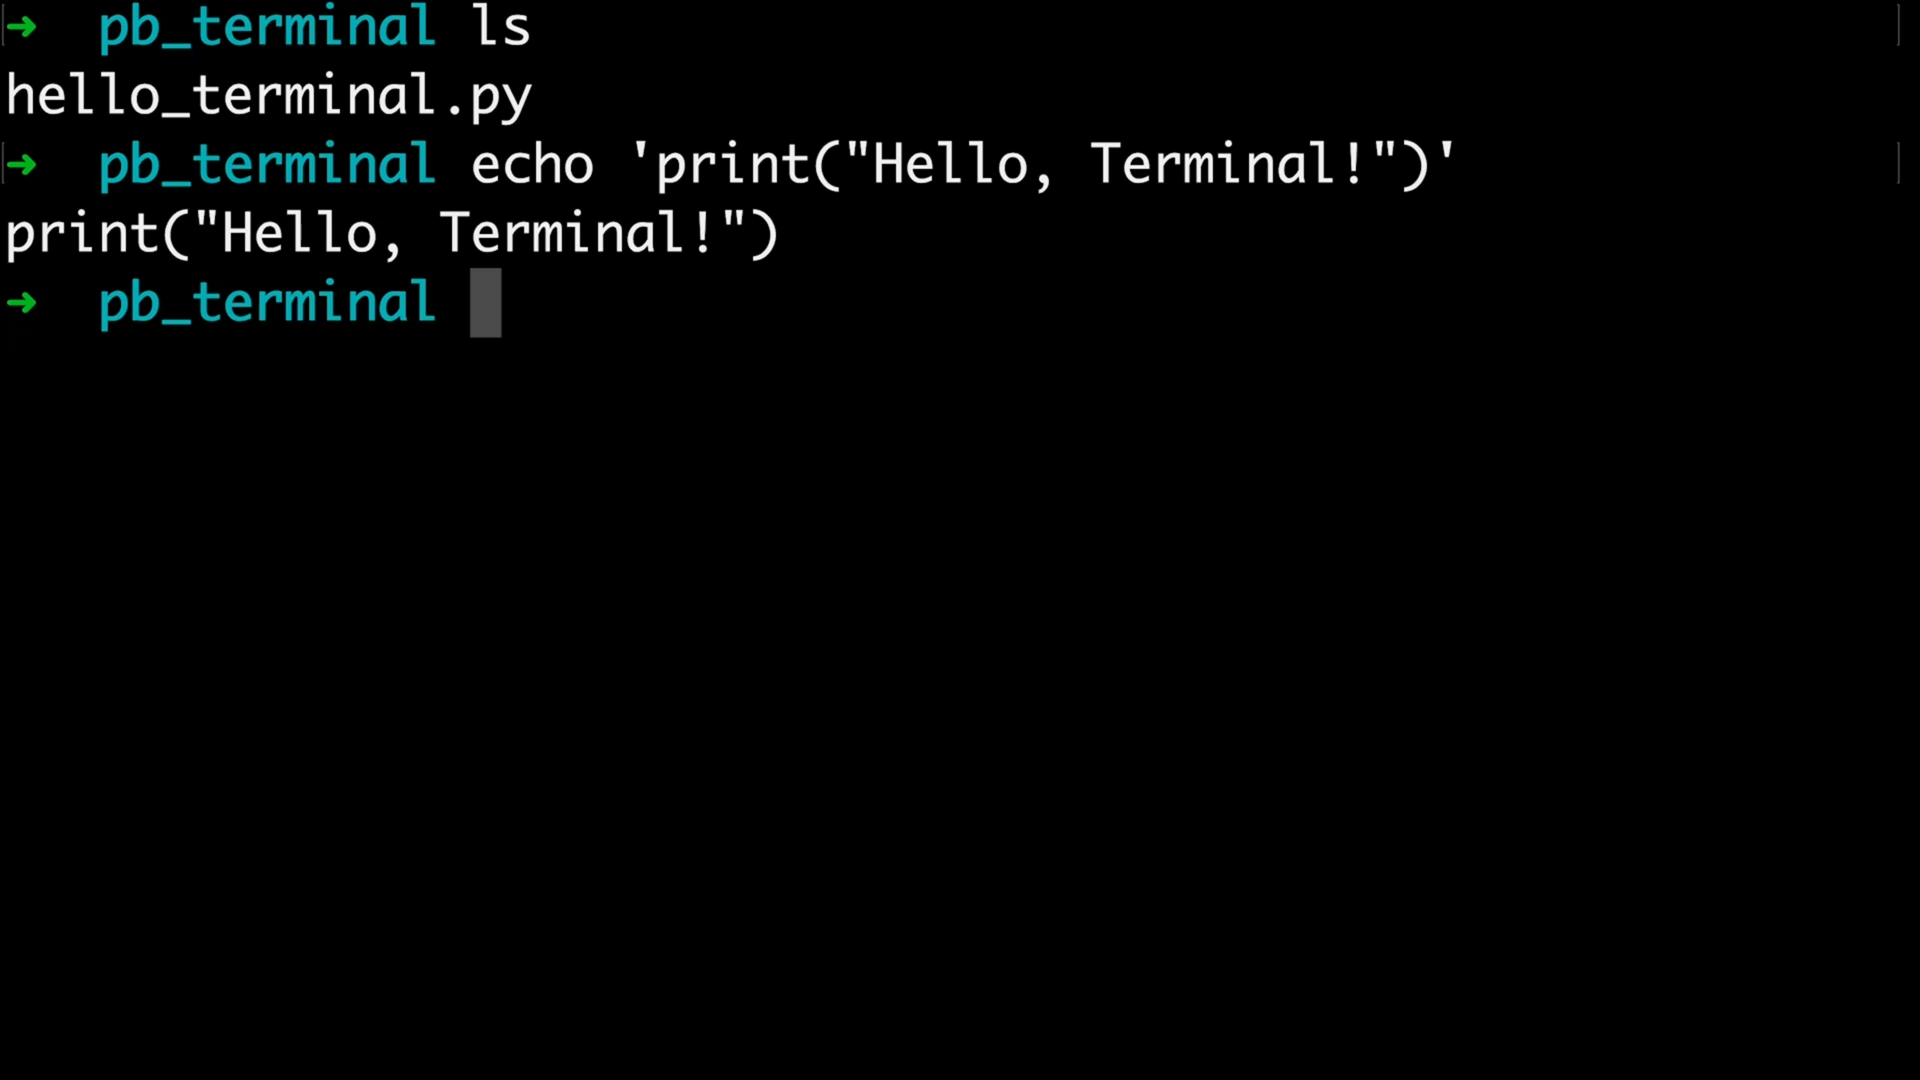 ➜  pb_terminal ls
hello_terminal.py
➜  pb_terminal echo 'print("Hello, Terminal!")'
print("Hello, Terminal!")
➜  pb_terminal